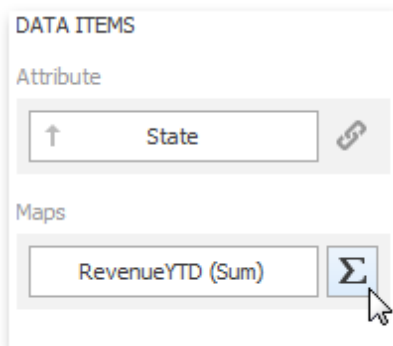 DATA ITEMS
Attribute
State
Maps
RevenueYTD (Sum)
Σ